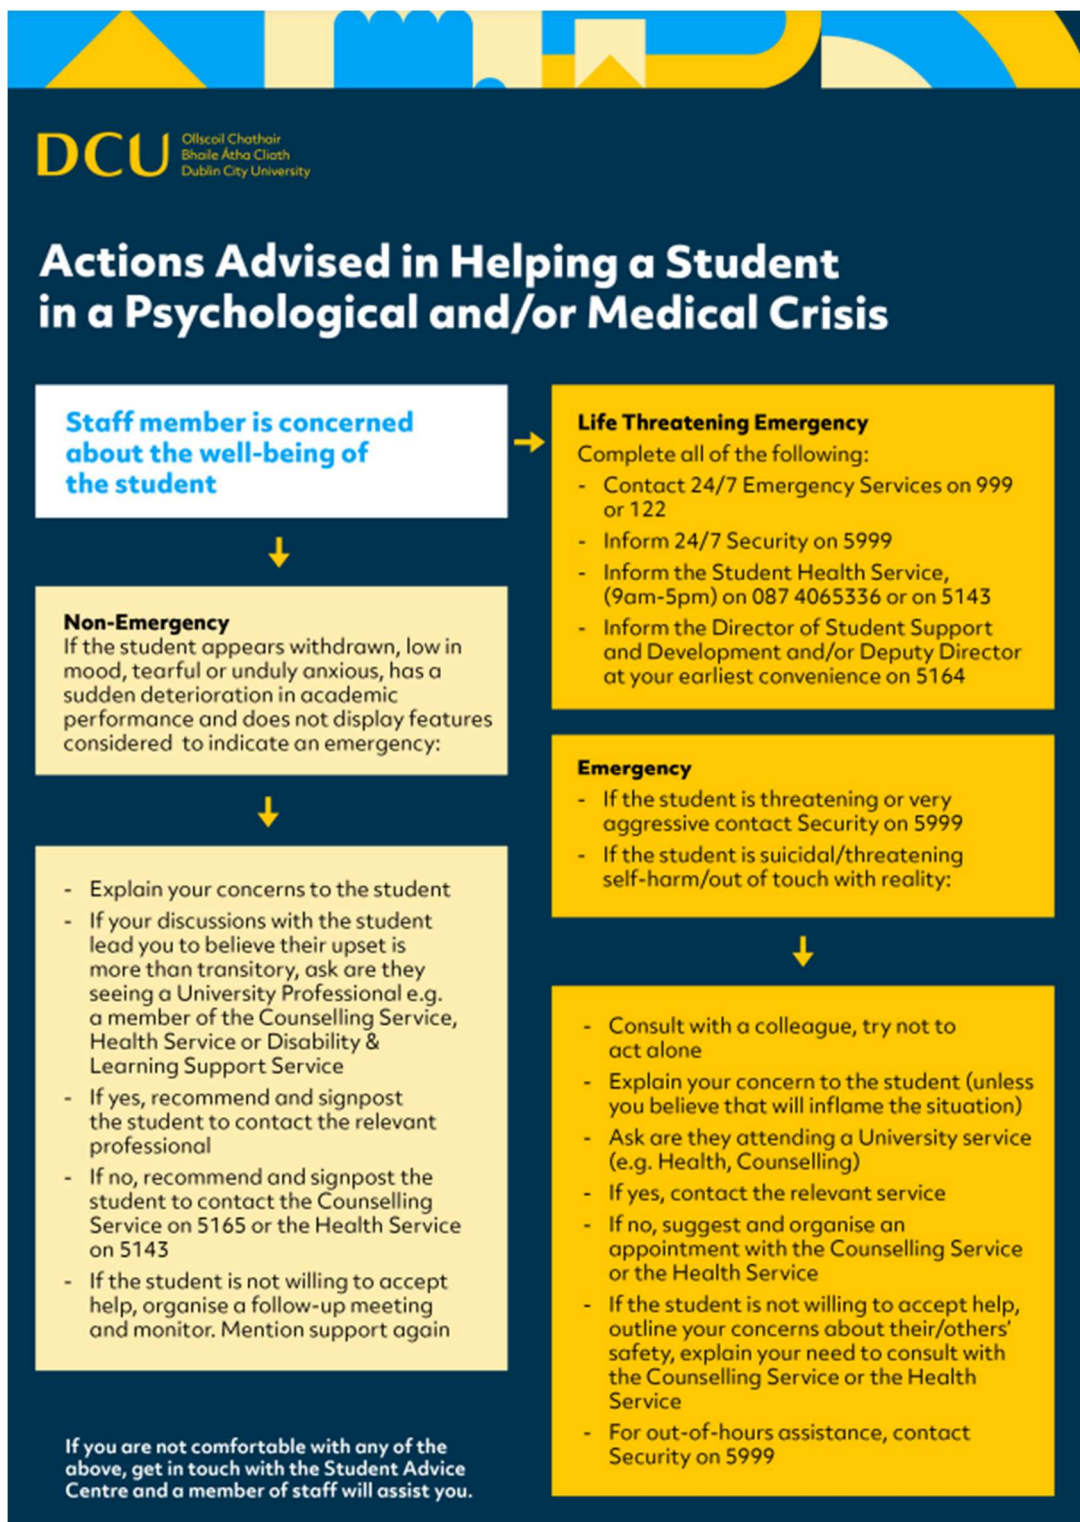 DCU
Ollscoil Chathair
Bhaile Átha Cliath
Dublin City University
Actions Advised in Helping a Student
in a Psychological and/or Medical Crisis
Staff member is concerned
about the well-being of
the student
Non-Emergency
If the student appears withdrawn, low in
mood, tearful or unduly anxious, has a
sudden deterioration in academic
performance and does not display features
considered to indicate an emergency:
- Explain your concerns to the student
- If your discussions with the student
lead you to believe their upset is
more than transitory, ask are they
seeing a University Professional e.g.
a member of the Counselling Service,
Health Service or Disability &
Learning Support Service
- If yes, recommend and signpost
the student to contact the relevant
professional
- If no, recommend and signpost the
student to contact the Counselling
Service on 5165 or the Health Service
on 5143
- If the student is not willing to accept
help, organise a follow-up meeting
and monitor. Mention support again
If you are not comfortable with any of the
above, get in touch with the Student Advice
Centre and a member of staff will assist you.
Life Threatening Emergency
Complete all of the following:
- Contact 24/7 Emergency Services on 999
or 122
- Inform 24/7 Security on 5999
- Inform the Student Health Service,
(9am-5pm) on 087 4065336 or on 5143
- Inform the Director of Student Support
and Development and/or Deputy Director
at your earliest convenience on 5164
Emergency
- If the student is threatening or very
aggressive contact Security on 5999
- If the student is suicidal/threatening
self-harm/out of touch with reality:
- Consult with a colleague, try not to
act alone
- Explain your concern to the student (unless
you believe that will inflame the situation)
- Ask are they attending a University service
(e.g. Health, Counselling)
- If yes, contact the relevant service
- If no, suggest and organise an
appointment with the Counselling Service
or the Health Service
- If the student is not willing to accept help,
outline your concerns about their/others'
safety, explain your need to consult with
the Counselling Service or the Health
Service
- For out-of-hours assistance, contact
Security on 5999